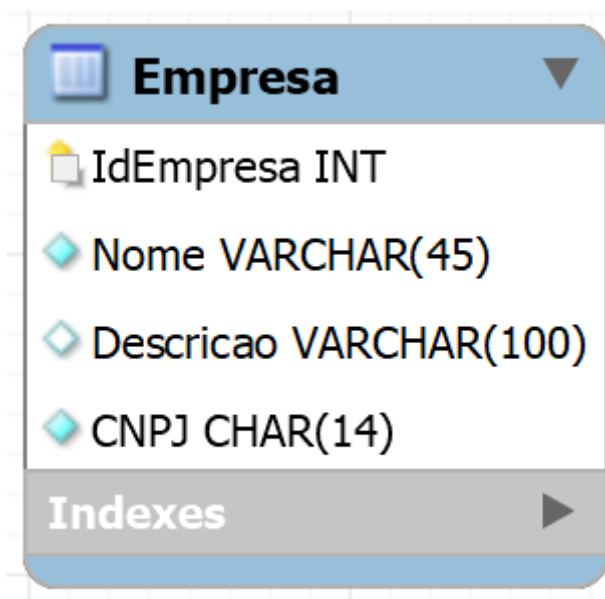 Empresa
IdEmpresa INT
Nome VARCHAR(45)
Descricao VARCHAR(100)
CNPJ CHAR(14)
Indexes